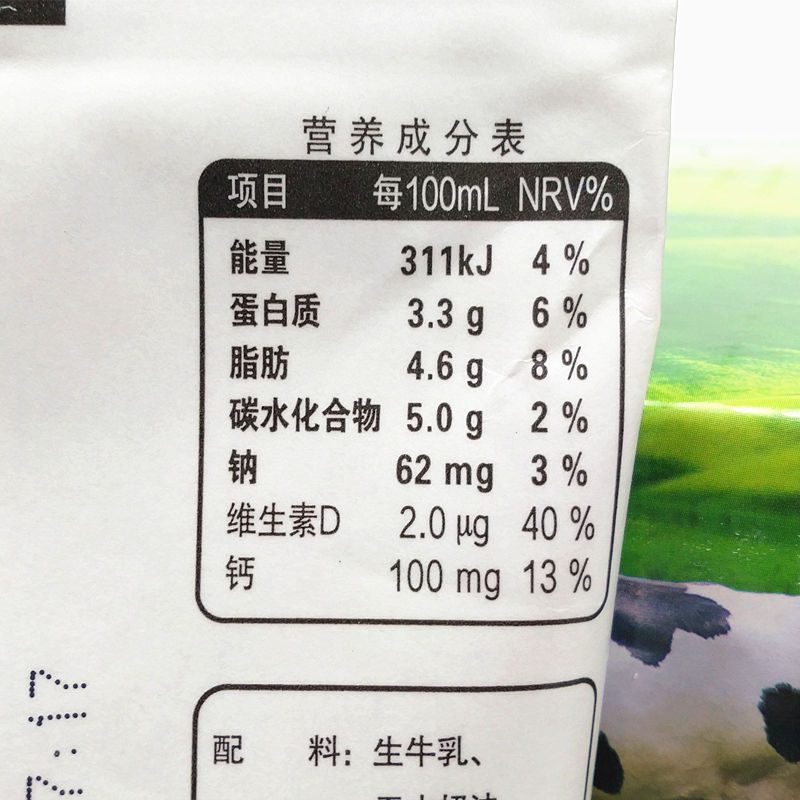 营养成分表
项目 每100mL NRV%
能量 311kJ 4 %
蛋白质 3.3 g 6 %
脂肪 4.6 g 8 %
碳水化合物 5.0 g 2 %
钠 62 mg 3 %
维生素D 2.0 μg 40 %
钙 100 mg 13 %
配 料：生牛乳、